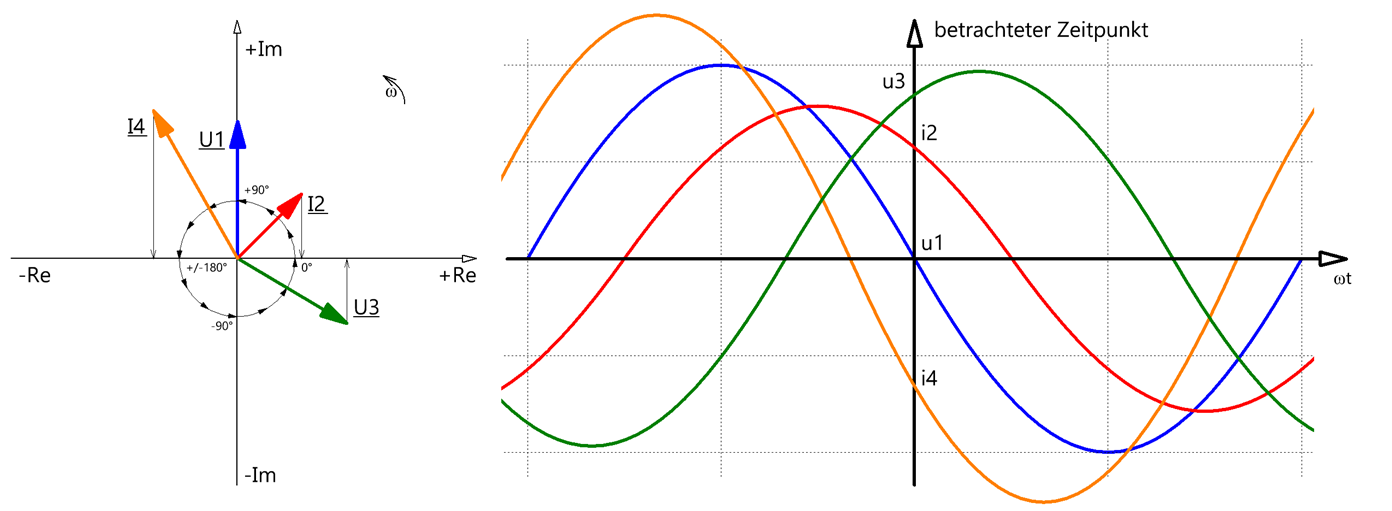 +Im
ω
I4
U1
+90°
I2
-Re
+/-180°
0°
+Re
U3
-90°
-Im
betrachteter Zeitpunkt
u3
i2
u1
ωt
i4